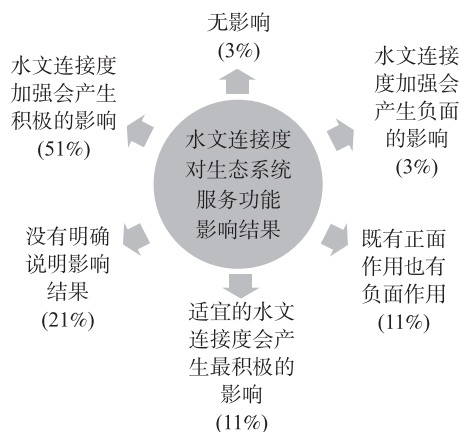 无影响
(3%)
水文连接度
加强会产生
积极的影响
(51%)
水文连接
度加强会
产生负面
的影响
(3%)
水文连接度
对生态系统
服务功能
影响结果
没有明确
说明影响
结果
(21%)
既有正面
作用也有
负面作用
(11%)
适宜的水文
连接度会产
生最积极的
影响
(11%)